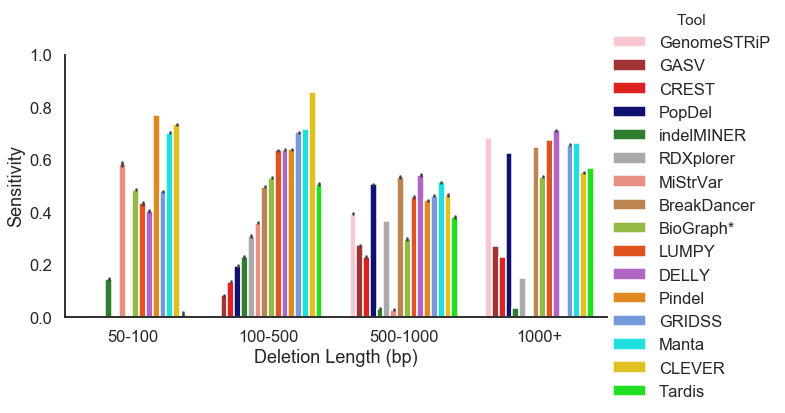 Tool
GenomeSTRiP
GASV
CREST
PopDel
indelMINER
RDXplorer
MiStrVar
BreakDancer
BioGraph*
LUMPY
DELLY
Pindel
GRIDSS
Manta
CLEVER
Tardis
Sensitivity
1.0
0.8
0.6
0.4
0.2
0.0
50-100 100-500 500-1000 1000+
Deletion Length (bp)